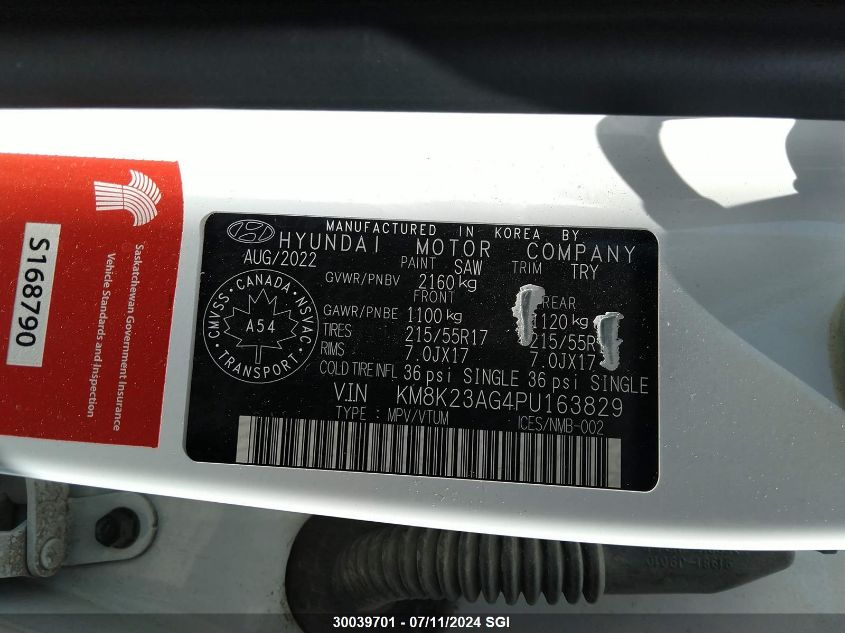 MANUFACTURED IN KOREA BY
HYUNDAI MOTOR COMPANY
AUG/2022 PAINT SAW TRIM TRY
GVWR/PNBV 2160 kg
FRONT REAR
GAWR/PNBE 1100 kg 1120 kg
TIRES 215/55R17 215/55R
RIMS 7.0JX17 7.0JX17
COLD TIRE INFL 36 psi SINGLE 36 psi SINGLE
VIN KM8K23AG4PU163829
TYPE : MPV/VTUM ICES/NMB-002
CMVSS CANADA NSVAC
A54
TRANSPORT
Saskatchewan Government Insurance
Vehicle Standards and Inspection
S168790
30039701 - 07/11/2024 SGI